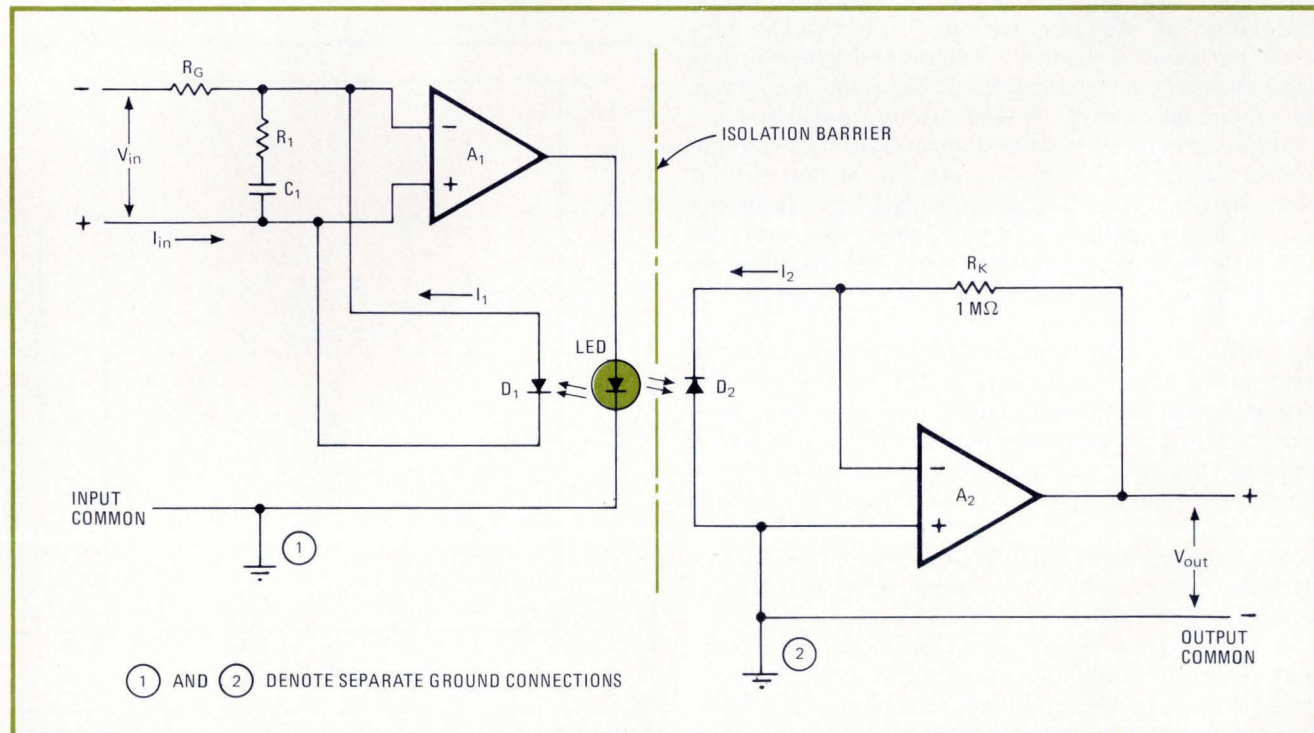 R_G
-
R_1
V_in
C_1
-
A_1
+
+
I_in
I_1
ISOLATION BARRIER
I_2
R_K
1 MΩ
LED
D_1
D_2
-
A_2
+
+
V_out
-
INPUT
COMMON
1
2
OUTPUT
COMMON
1 AND 2 DENOTE SEPARATE GROUND CONNECTIONS